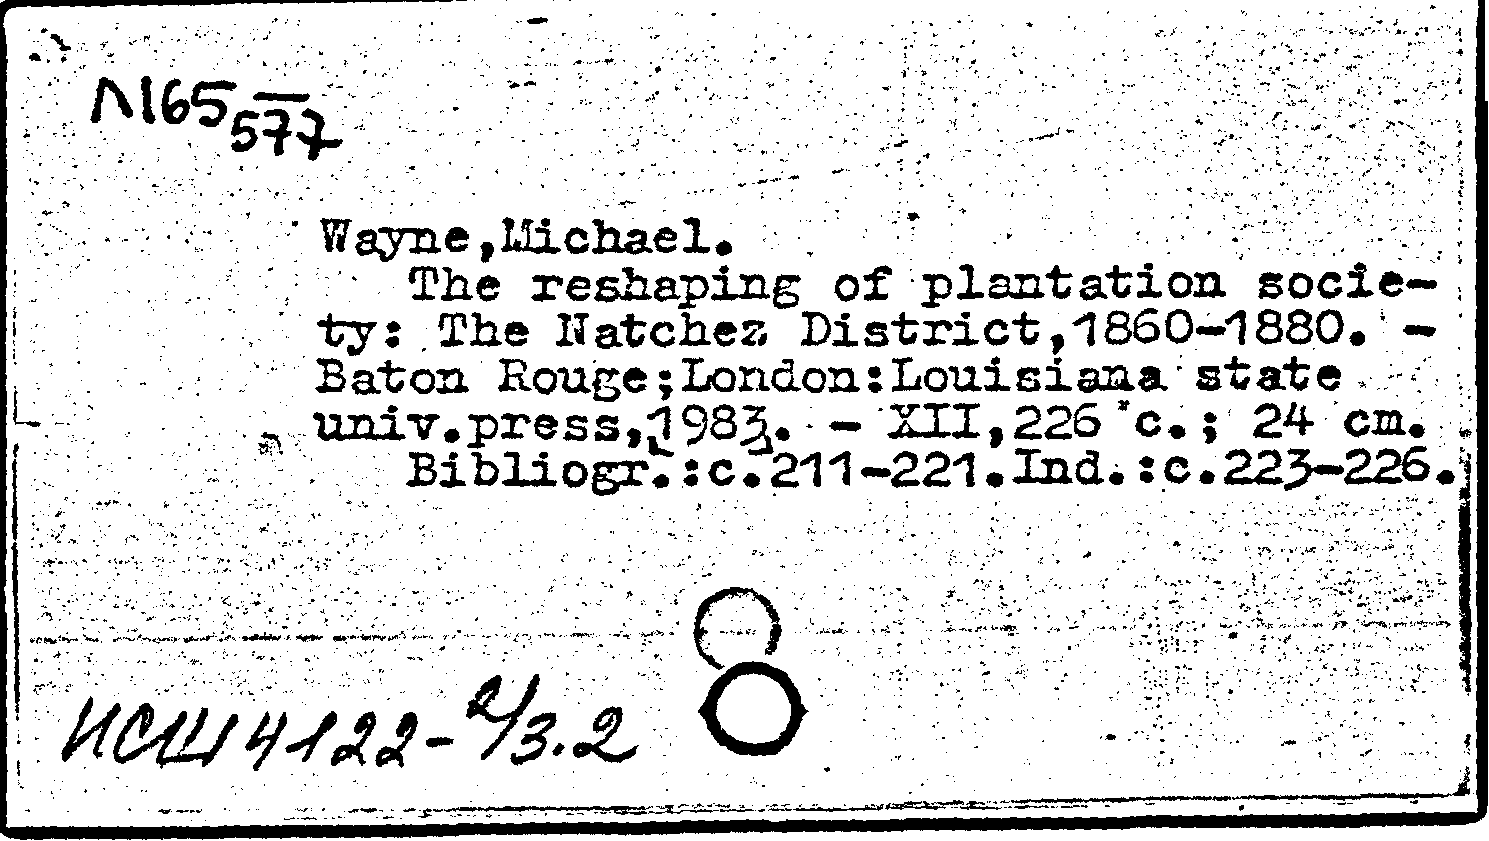 Л165
577
Wayne,Michael.
The reshaping of plantation socie-
ty: The Natchez District,1860-1880. -
Baton Rouge;London:Louisiana state
univ.press,1983. - XII,226 c.; 24 cm.
Bibliogr.:c.211-221.Ind.:c.223-226.
ИСШ 4122-2/3.2